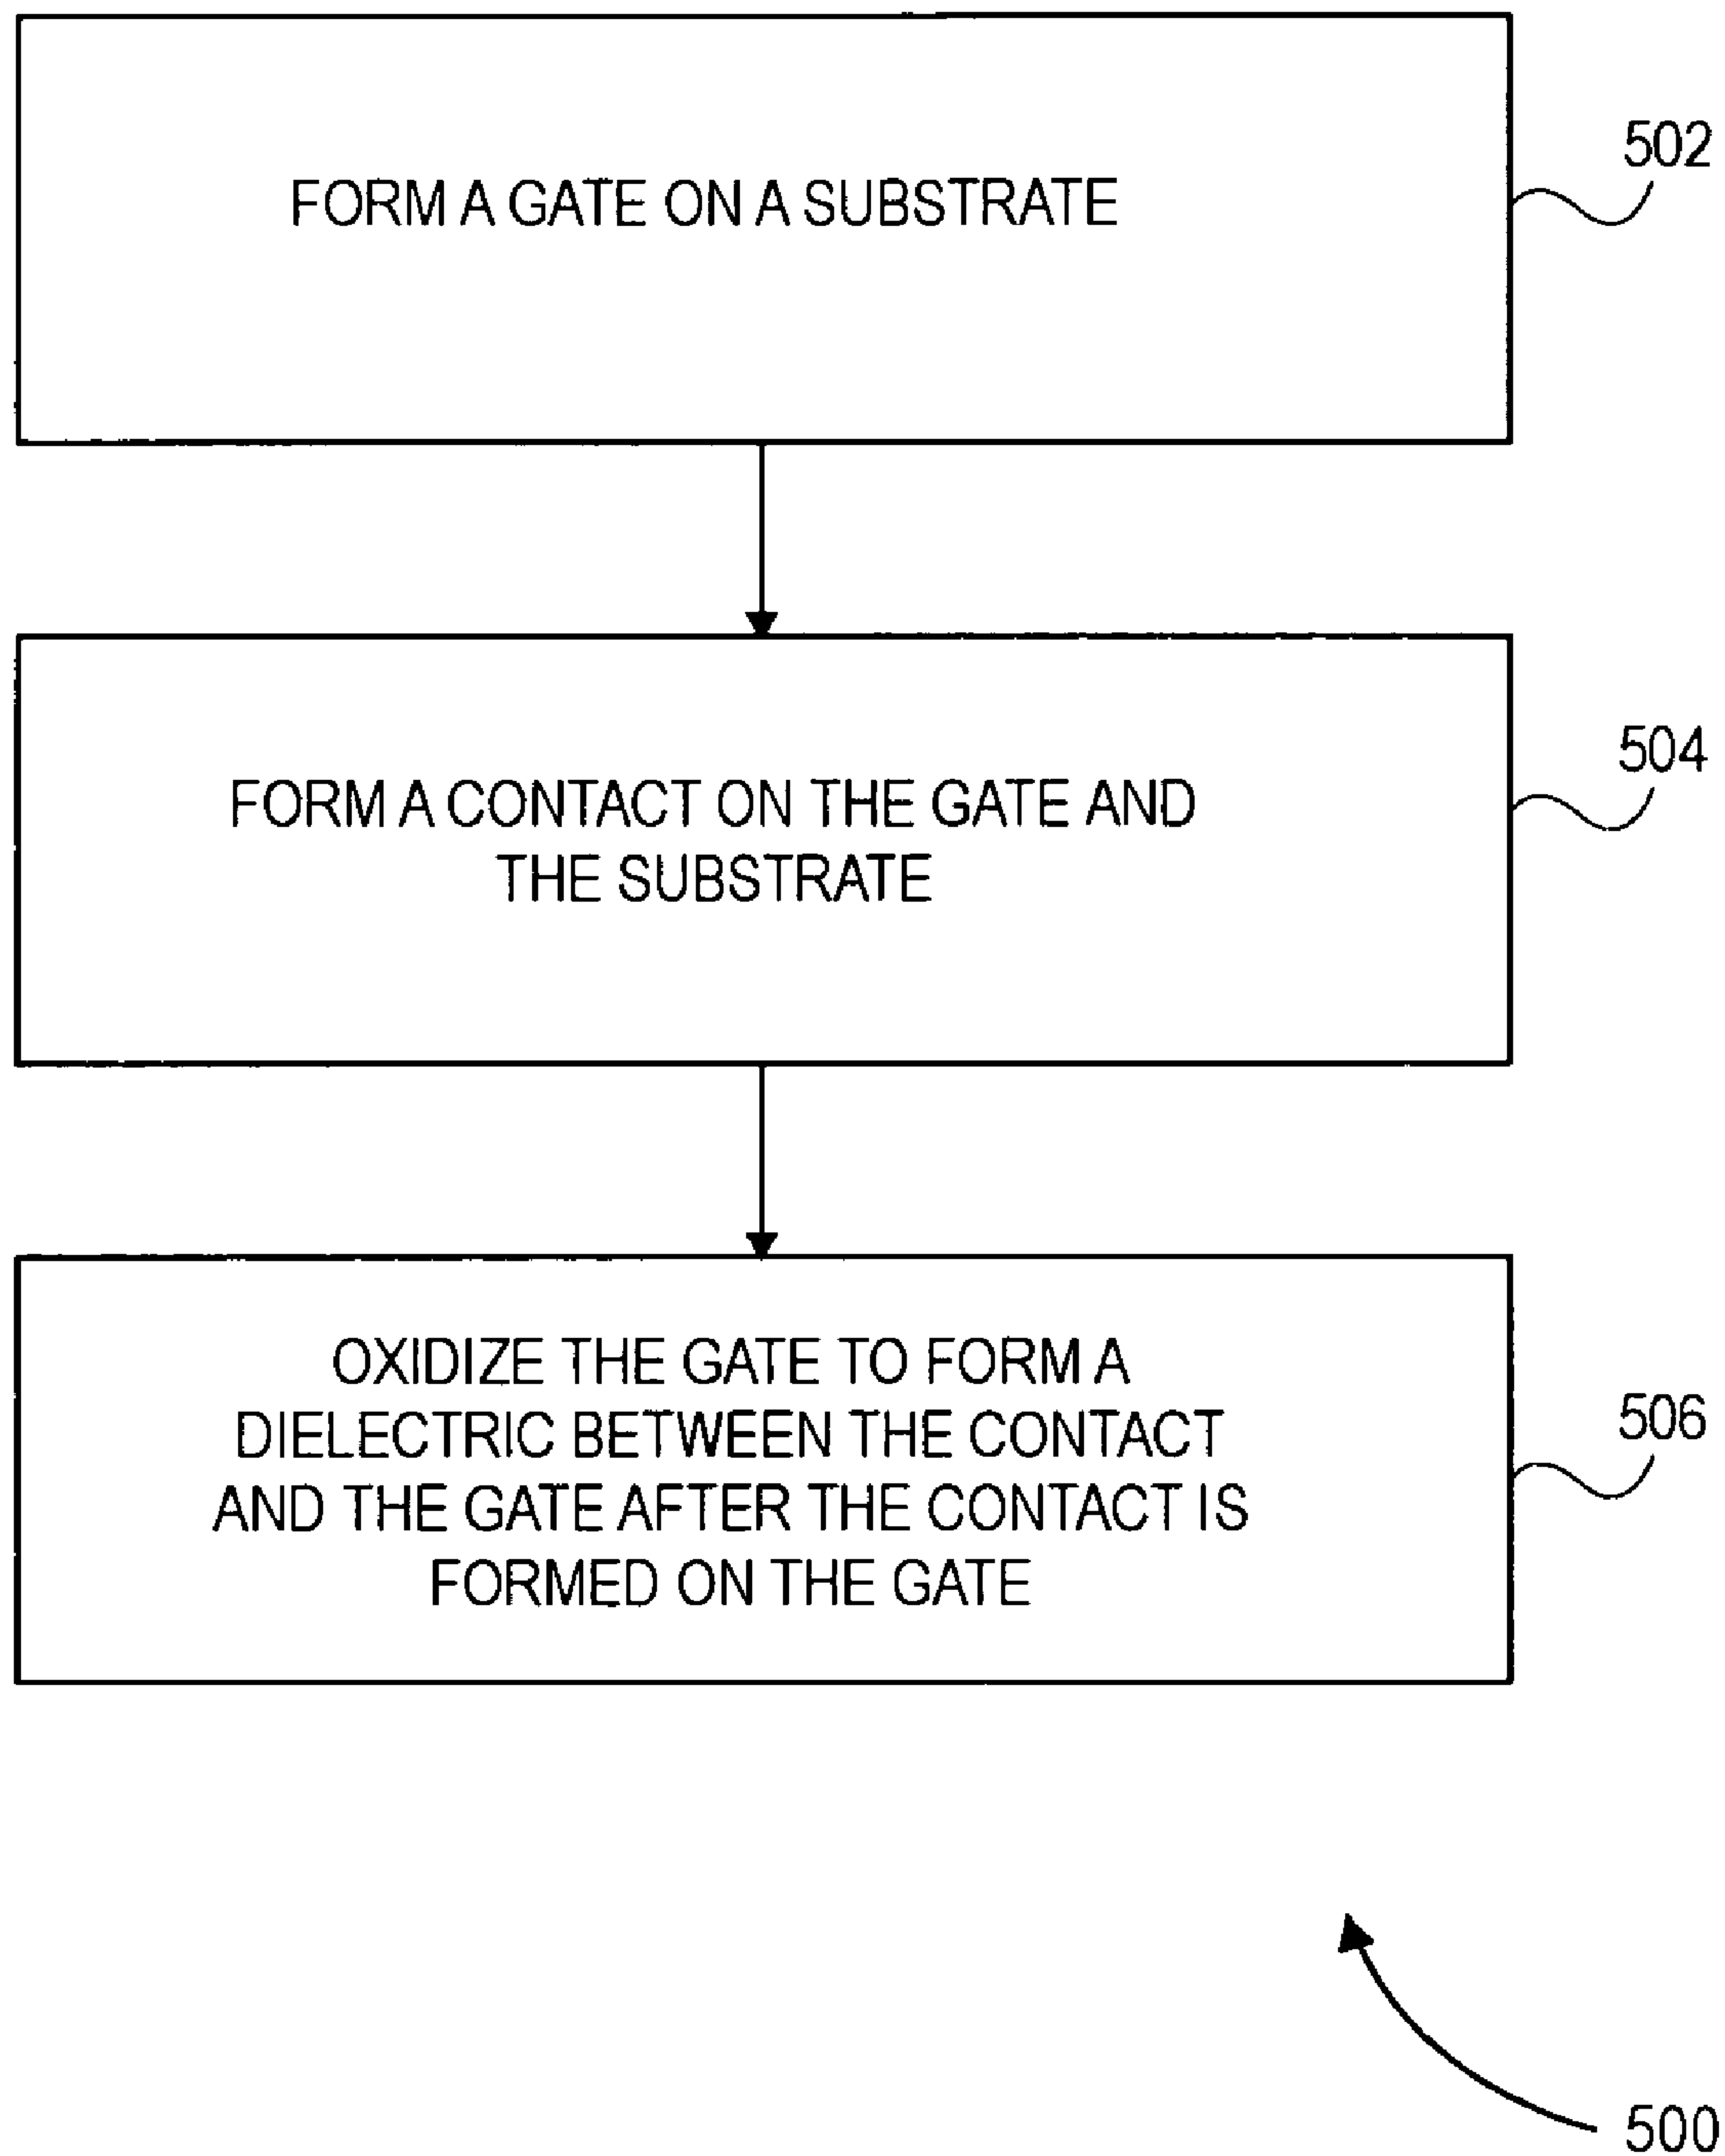 FORM A GATE ON A SUBSTRATE
502
FORM A CONTACT ON THE GATE AND
THE SUBSTRATE
504
OXIDIZE THE GATE TO FORM A
DIELECTRIC BETWEEN THE CONTACT
AND THE GATE AFTER THE CONTACT IS
FORMED ON THE GATE
506
500